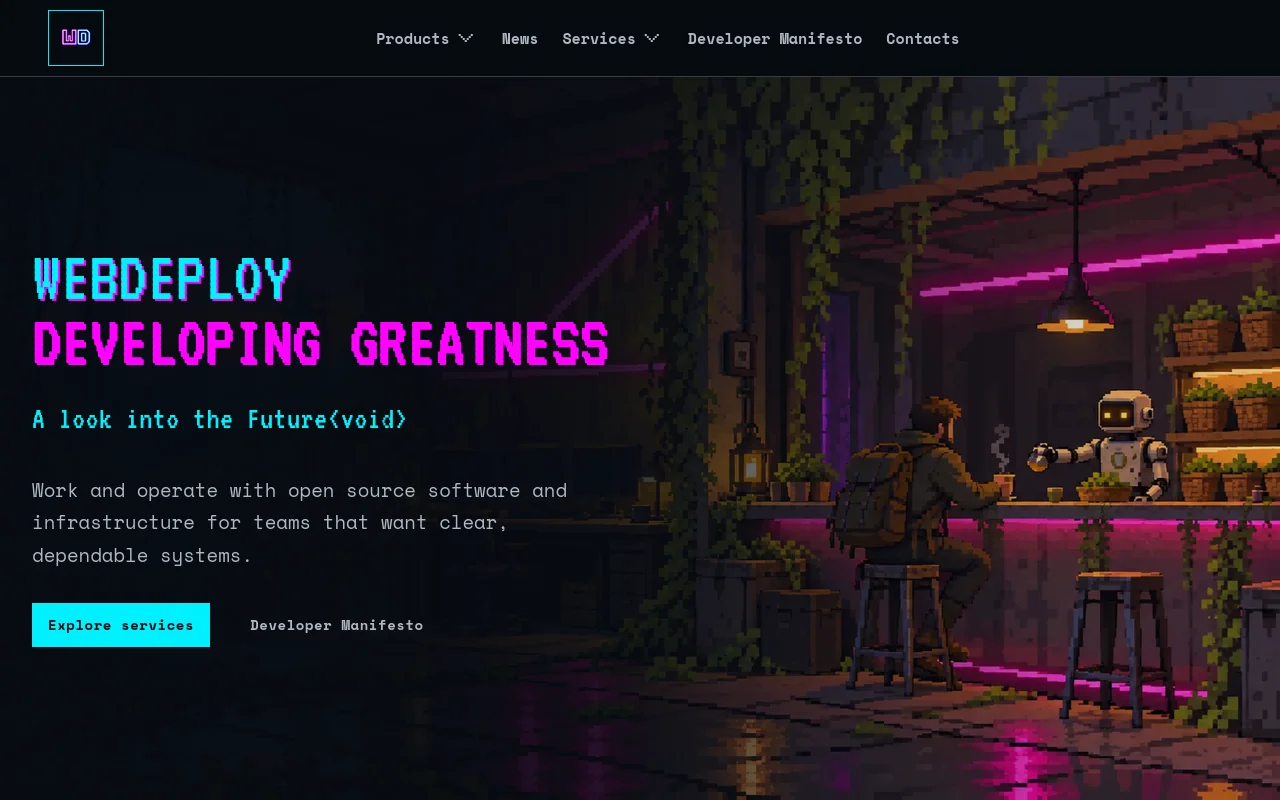 WD
Products
News
Services
Developer Manifesto
Contacts
WEBDEPLOY
DEVELOPING GREATNESS
A look into the Future<void>
Work and operate with open source software and
infrastructure for teams that want clear,
dependable systems.
Explore services
Developer Manifesto